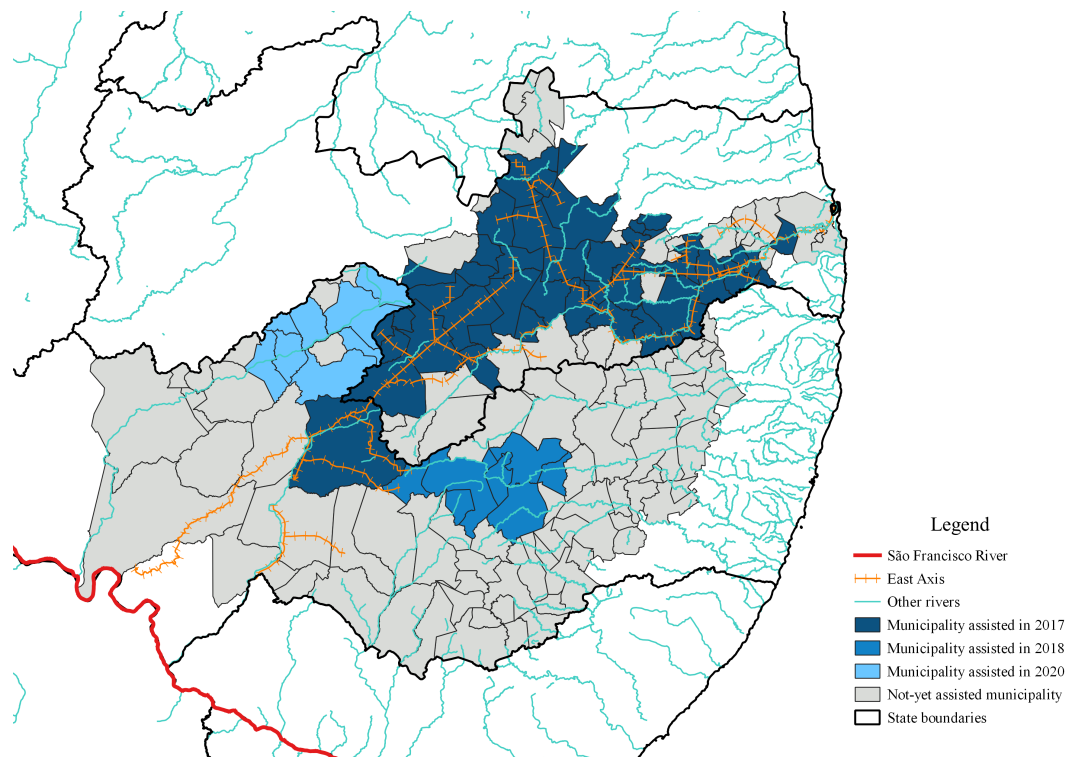 Legend
São Francisco River
East Axis
Other rivers
Municipality assisted in 2017
Municipality assisted in 2018
Municipality assisted in 2020
Not-yet assisted municipality
State boundaries